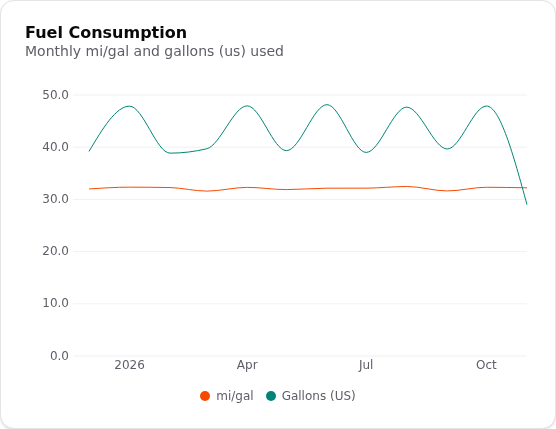 Fuel Consumption
Monthly mi/gal and gallons (us) used
50.0
40.0
30.0
20.0
10.0
0.0
2026 Apr Jul Oct
mi/gal Gallons (US)